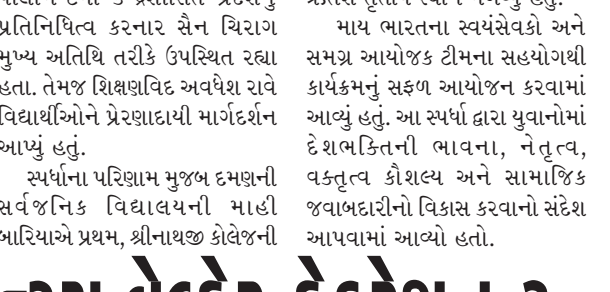 પ્રતિનિધિત્વ કરનાર સૈન ચિરાગ
મુખ્ય અતિથિ તરીકે ઉપસ્થિત રહ્યા
હતા. તેમજ શિક્ષણવિદ અવધેશ રાવે
વિદ્યાર્થીઓને પ્રેરણાદાયી માર્ગદર્શન
આપ્યું હતું.
સ્પર્ધાના પરિણામ મુજબ દમણની
સર્વજનિક વિદ્યાલયની માહી
બારિયાએ પ્રથમ, શ્રીનાથજી કોલેજની
માય ભારતના સ્વયંસેવકો અને
સમગ્ર આયોજક ટીમના સહયોગથી
કાર્યક્રમનું સફળ આયોજન કરવામાં
આવ્યું હતું. આ સ્પર્ધા દ્વારા યુવાનોમાં
દેશભક્તિની ભાવના, નેતૃત્વ,
વક્તૃત્વ કૌશલ્ય અને સામાજિક
જવાબદારીનો વિકાસ કરવાનો સંદેશ
આપવામાં આવ્યો હતો.